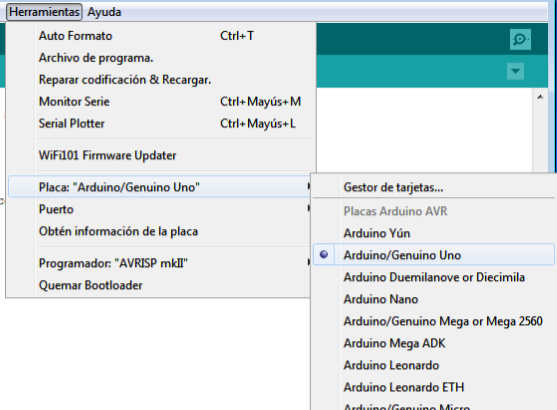 Herramientas Ayuda
Auto Formato Ctrl+T
Archivo de programa.
Reparar codificación & Recargar.
Monitor Serie Ctrl+Mayús+M
Serial Plotter Ctrl+Mayús+L
WiFi101 Firmware Updater
Placa: "Arduino/Genuino Uno"
Puerto
Obtén información de la placa
Programador: "AVRISP mkII"
Quemar Bootloader
Gestor de tarjetas...
Placas Arduino AVR
Arduino Yún
Arduino/Genuino Uno
Arduino Duemilanove or Diecimila
Arduino Nano
Arduino/Genuino Mega or Mega 2560
Arduino Mega ADK
Arduino Leonardo
Arduino Leonardo ETH
Arduino/Genuino Micro